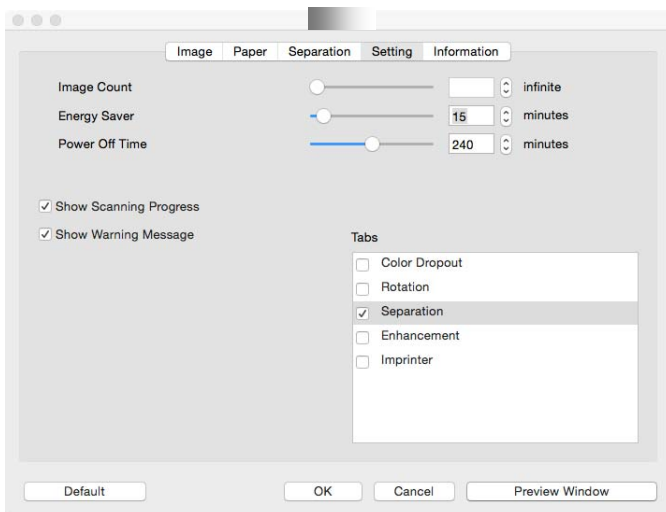 Image Paper Separation Setting Information
Image Count infinite
Energy Saver 15 minutes
Power Off Time 240 minutes
Show Scanning Progress
Show Warning Message
Tabs
Color Dropout
Rotation
Separation
Enhancement
Imprinter
Default OK Cancel Preview Window